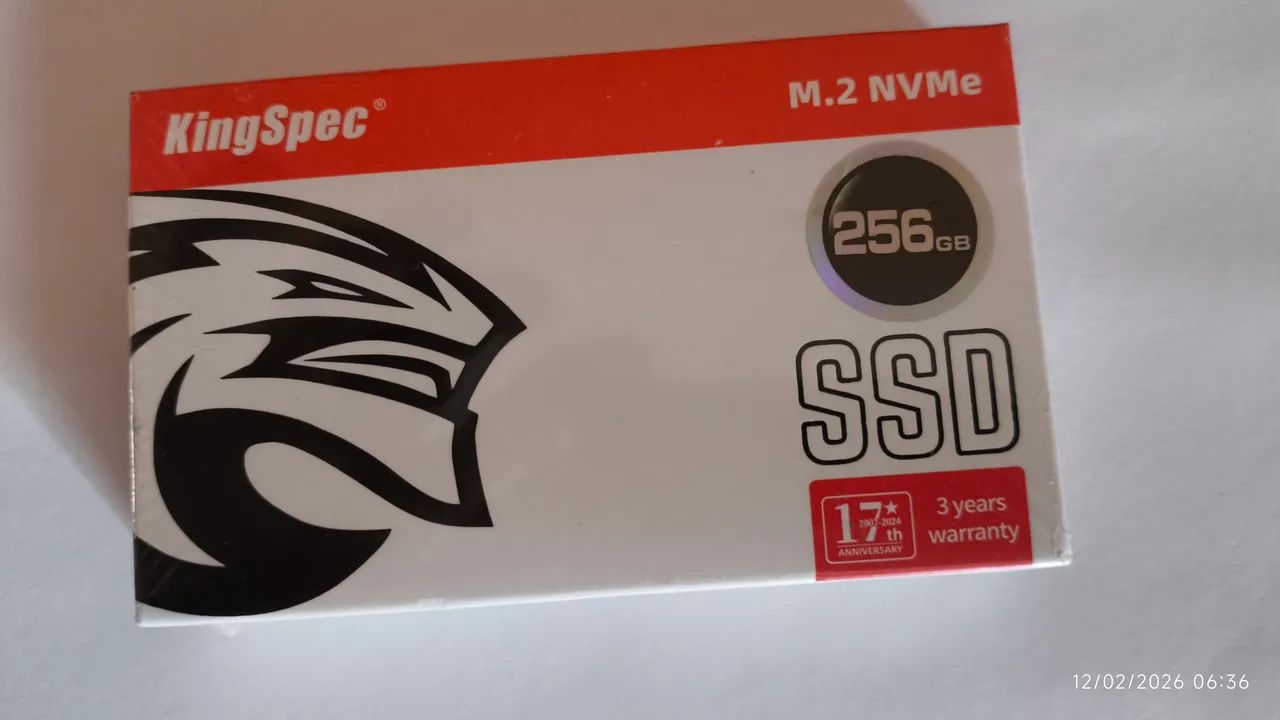 KingSpec®
M.2 NVMe
256GB
SSD
17th
2007-2024
ANNIVERSARY
3 years
warranty
12/02/2026 06:36